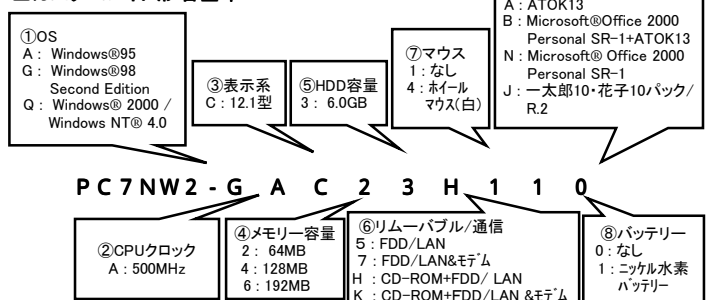 ①OS
A： Windows®95
G： Windows®98
Second Edition
Q： Windows® 2000 /
Windows NT® 4.0
③表示系
C：12.1型
⑤HDD容量
3： 6.0GB
⑦マウス
1：なし
4：ホイール
マウス(白)
A：ATOK13
B：Microsoft®Office 2000
Personal SR-1+ATOK13
N：Microsoft® Office 2000
Personal SR-1
J：一太郎10・花子10パック/
R.2
PC7NW2-G A C 2 3 H 1 1 0
②CPUクロック
A：500MHz
④メモリー容量
2： 64MB
4：128MB
6：192MB
⑥リムーバブル/通信
5：FDD/LAN
7：FDD/LAN&ﾓﾃﾞﾑ
H：CD-ROM+FDD/ LAN
K：CD-ROM+FDD/LAN &ﾓﾃﾞﾑ
⑧バッテリー
0：なし
1：ニッケル水素
ﾊﾞｯﾃﾘｰ